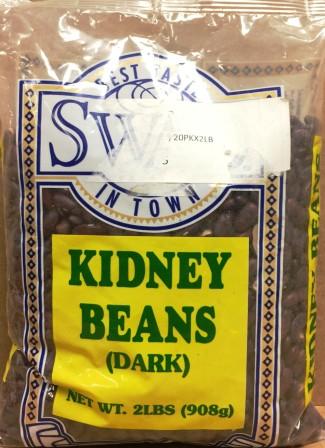 BEST TASTE
SW
20PKX2LB
IN TOWN
KIDNEY
BEANS
(DARK)
NET WT. 2LBS (908g)
KIDNEY BEANS